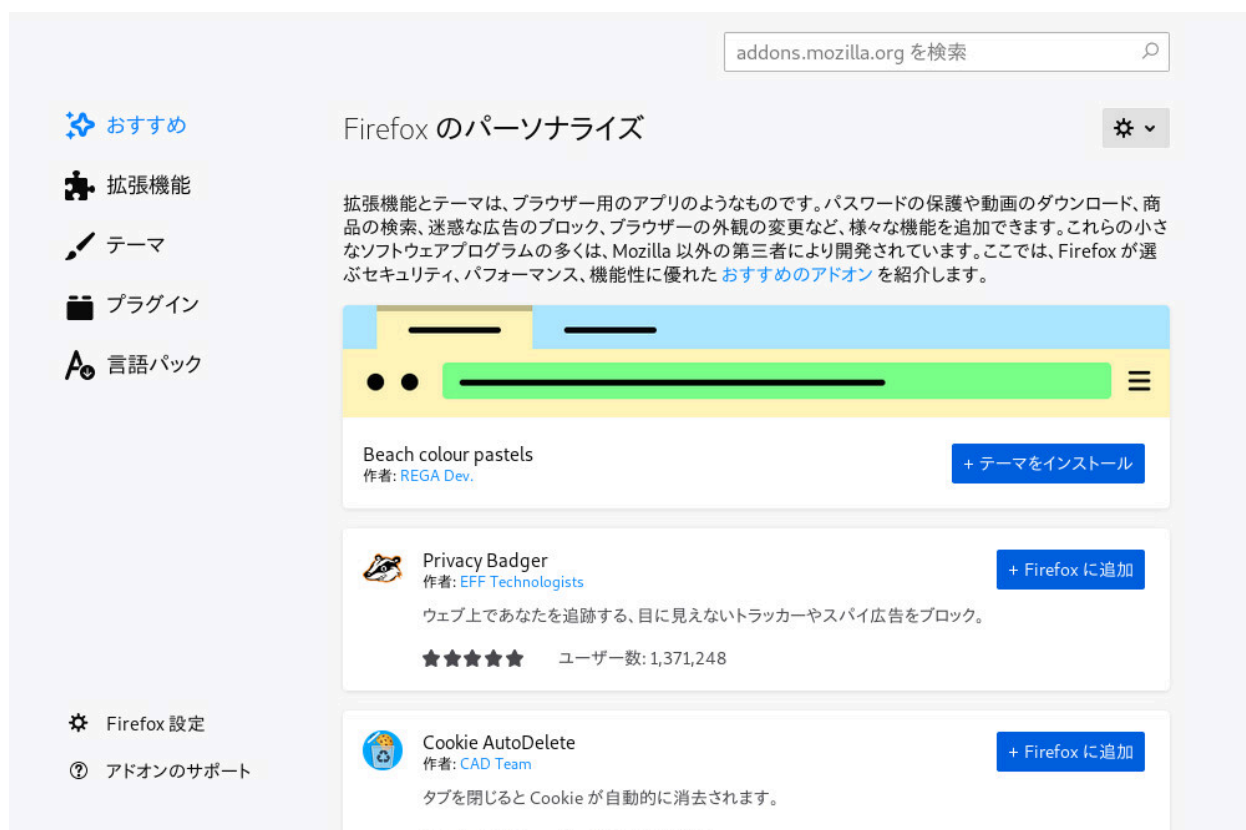 addons.mozilla.org を検索
おすすめ
拡張機能
テーマ
プラグイン
言語パック
Firefox のパーソナライズ
拡張機能とテーマは、ブラウザー用のアプリのようなものです。パスワードの保護や動画のダウンロード、商
品の検索、迷惑な広告のブロック、ブラウザーの外観の変更など、様々な機能を追加できます。これらの小さ
なソフトウェアプログラムの多くは、Mozilla 以外の第三者により開発されています。ここでは、Firefox が選
ぶセキュリティ、パフォーマンス、機能性に優れた おすすめのアドオン を紹介します。
Beach colour pastels
作者: REGA Dev.
+ テーマをインストール
Privacy Badger
作者: EFF Technologists
+ Firefox に追加
ウェブ上であなたを追跡する、目に見えないトラッカーやスパイ広告をブロック。
ユーザー数: 1,371,248
Cookie AutoDelete
作者: CAD Team
+ Firefox に追加
タブを閉じると Cookie が自動的に消去されます。
Firefox 設定
アドオンのサポート